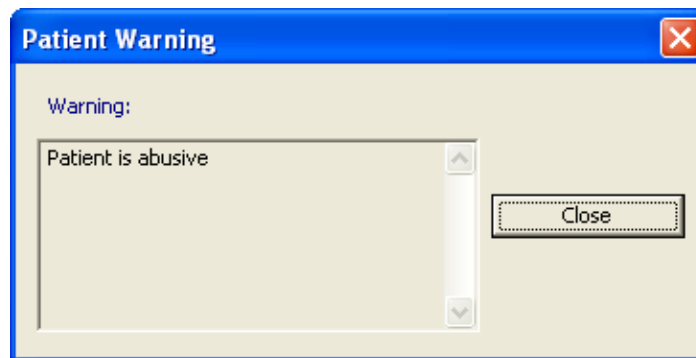 Patient Warning
Warning:
Patient is abusive
Close